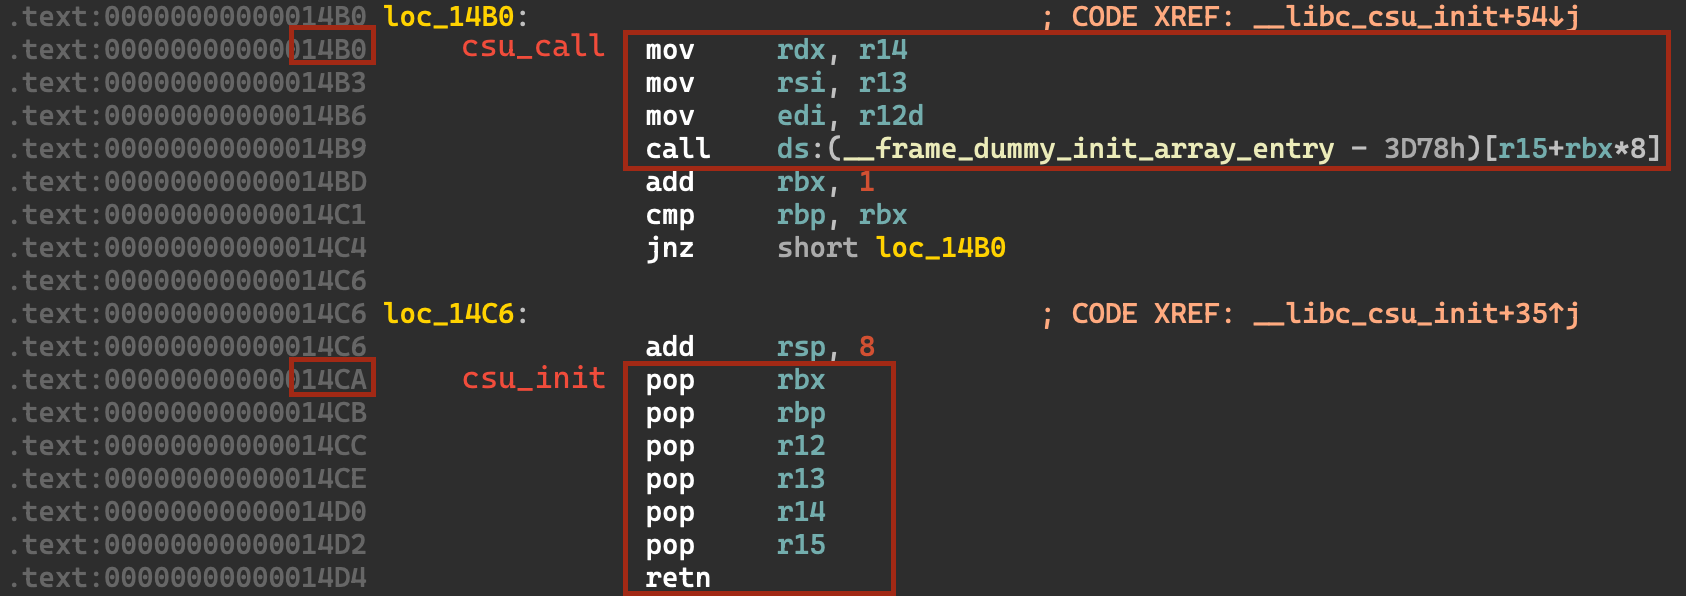 .text:00000000000014B0 loc_14B0: ; CODE XREF: __libc_csu_init+54↓j
.text:00000000000014B0 csu_call mov rdx, r14
.text:00000000000014B3 mov rsi, r13
.text:00000000000014B6 mov edi, r12d
.text:00000000000014B9 call ds:(__frame_dummy_init_array_entry - 3D78h)[r15+rbx*8]
.text:00000000000014BD add rbx, 1
.text:00000000000014C1 cmp rbp, rbx
.text:00000000000014C4 jnz short loc_14B0
.text:00000000000014C6
.text:00000000000014C6 loc_14C6: ; CODE XREF: __libc_csu_init+35↑j
.text:00000000000014C6 add rsp, 8
.text:00000000000014CA csu_init pop rbx
.text:00000000000014CB pop rbp
.text:00000000000014CC pop r12
.text:00000000000014CE pop r13
.text:00000000000014D0 pop r14
.text:00000000000014D2 pop r15
.text:00000000000014D4 retn